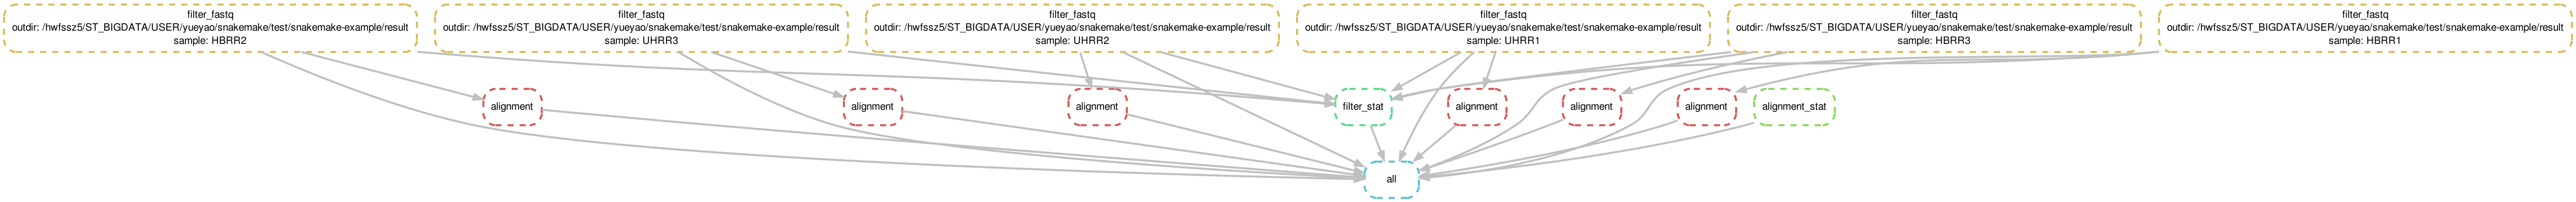 filter_fastq
outdir: /hwfssz5/ST_BIGDATA/USER/yueyao/snakemake/test/snakemake-example/result
sample: HBRR2
filter_fastq
outdir: /hwfssz5/ST_BIGDATA/USER/yueyao/snakemake/test/snakemake-example/result
sample: UHRR3
filter_fastq
outdir: /hwfssz5/ST_BIGDATA/USER/yueyao/snakemake/test/snakemake-example/result
sample: UHRR2
filter_fastq
outdir: /hwfssz5/ST_BIGDATA/USER/yueyao/snakemake/test/snakemake-example/result
sample: UHRR1
filter_fastq
outdir: /hwfssz5/ST_BIGDATA/USER/yueyao/snakemake/test/snakemake-example/result
sample: HBRR3
filter_fastq
outdir: /hwfssz5/ST_BIGDATA/USER/yueyao/snakemake/test/snakemake-example/result
sample: HBRR1
alignment
alignment
alignment
filter_stat
alignment
alignment
alignment
alignment_stat
all